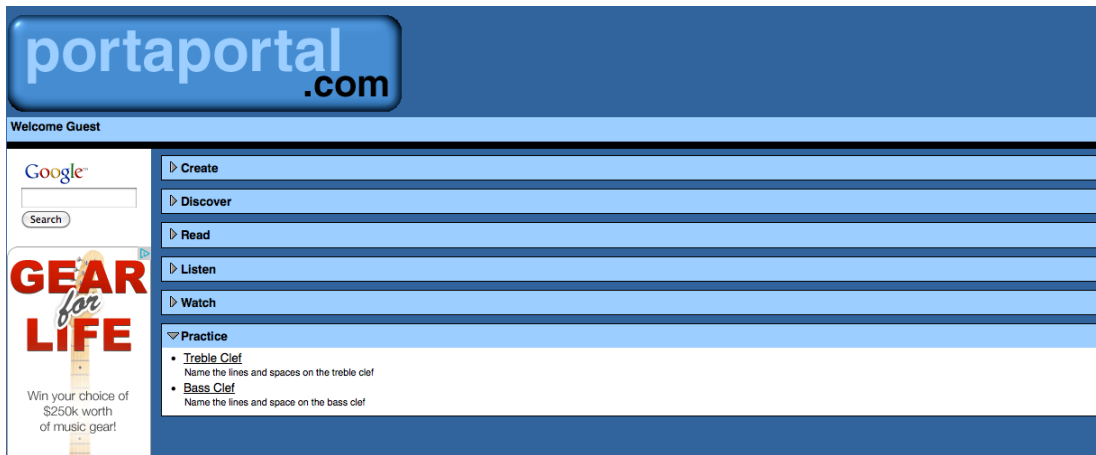 portaportal
.com
Welcome Guest
Google™
Search
GEAR
for
LIFE
Win your choice of
$250k worth
of music gear!
Create
Discover
Read
Listen
Watch
Practice
Treble Clef
Name the lines and spaces on the treble clef
Bass Clef
Name the lines and space on the bass clef